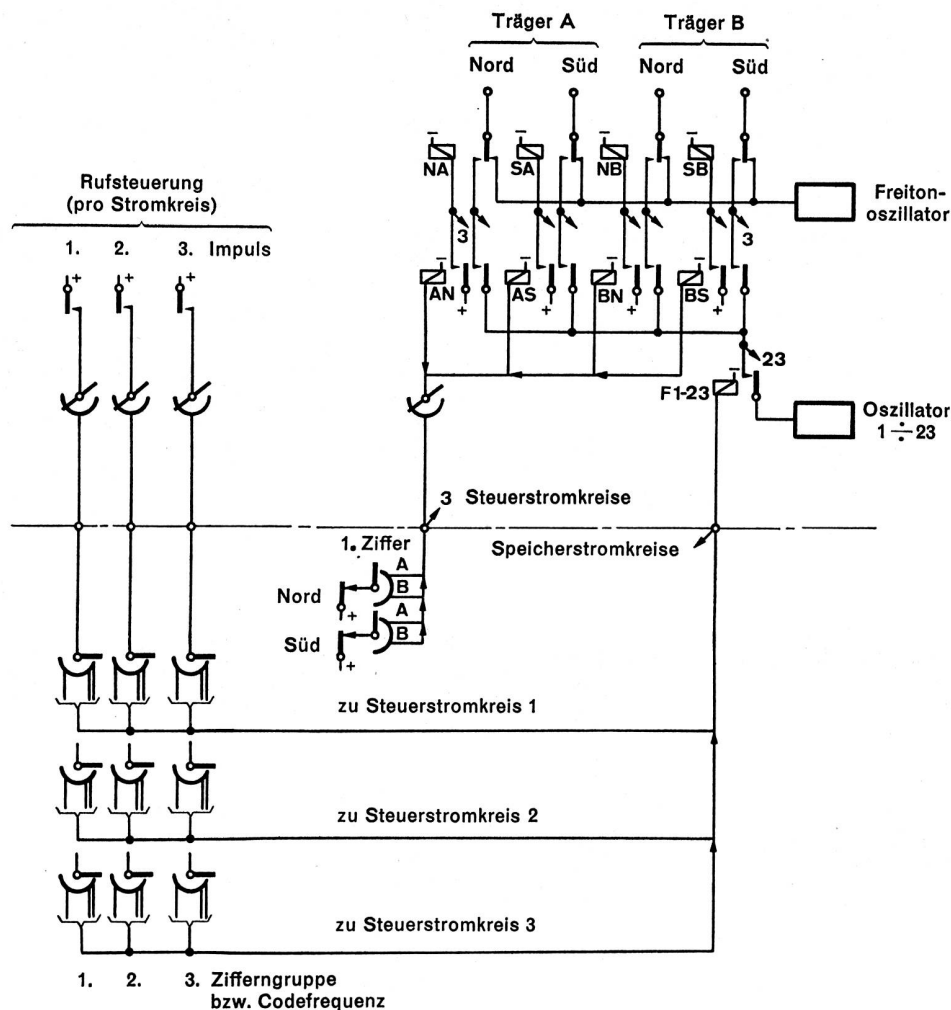 Träger A Träger B
Nord Süd Nord Süd
NA SA NB SB
Rufsteuerung
(pro Stromkreis)
Freiton-
oszillator
3 3
1. 2. 3. Impuls
+ + +
AN AS BN BS
+ + + +
23
F1-23
Oszillator
1 ÷ 23
3 Steuerstromkreise
Speicherstromkreise
1. Ziffer
A
Nord B
+ A
Süd B
+
zu Steuerstromkreis 1
zu Steuerstromkreis 2
zu Steuerstromkreis 3
1. 2. 3. Zifferngruppe
bzw. Codefrequenz